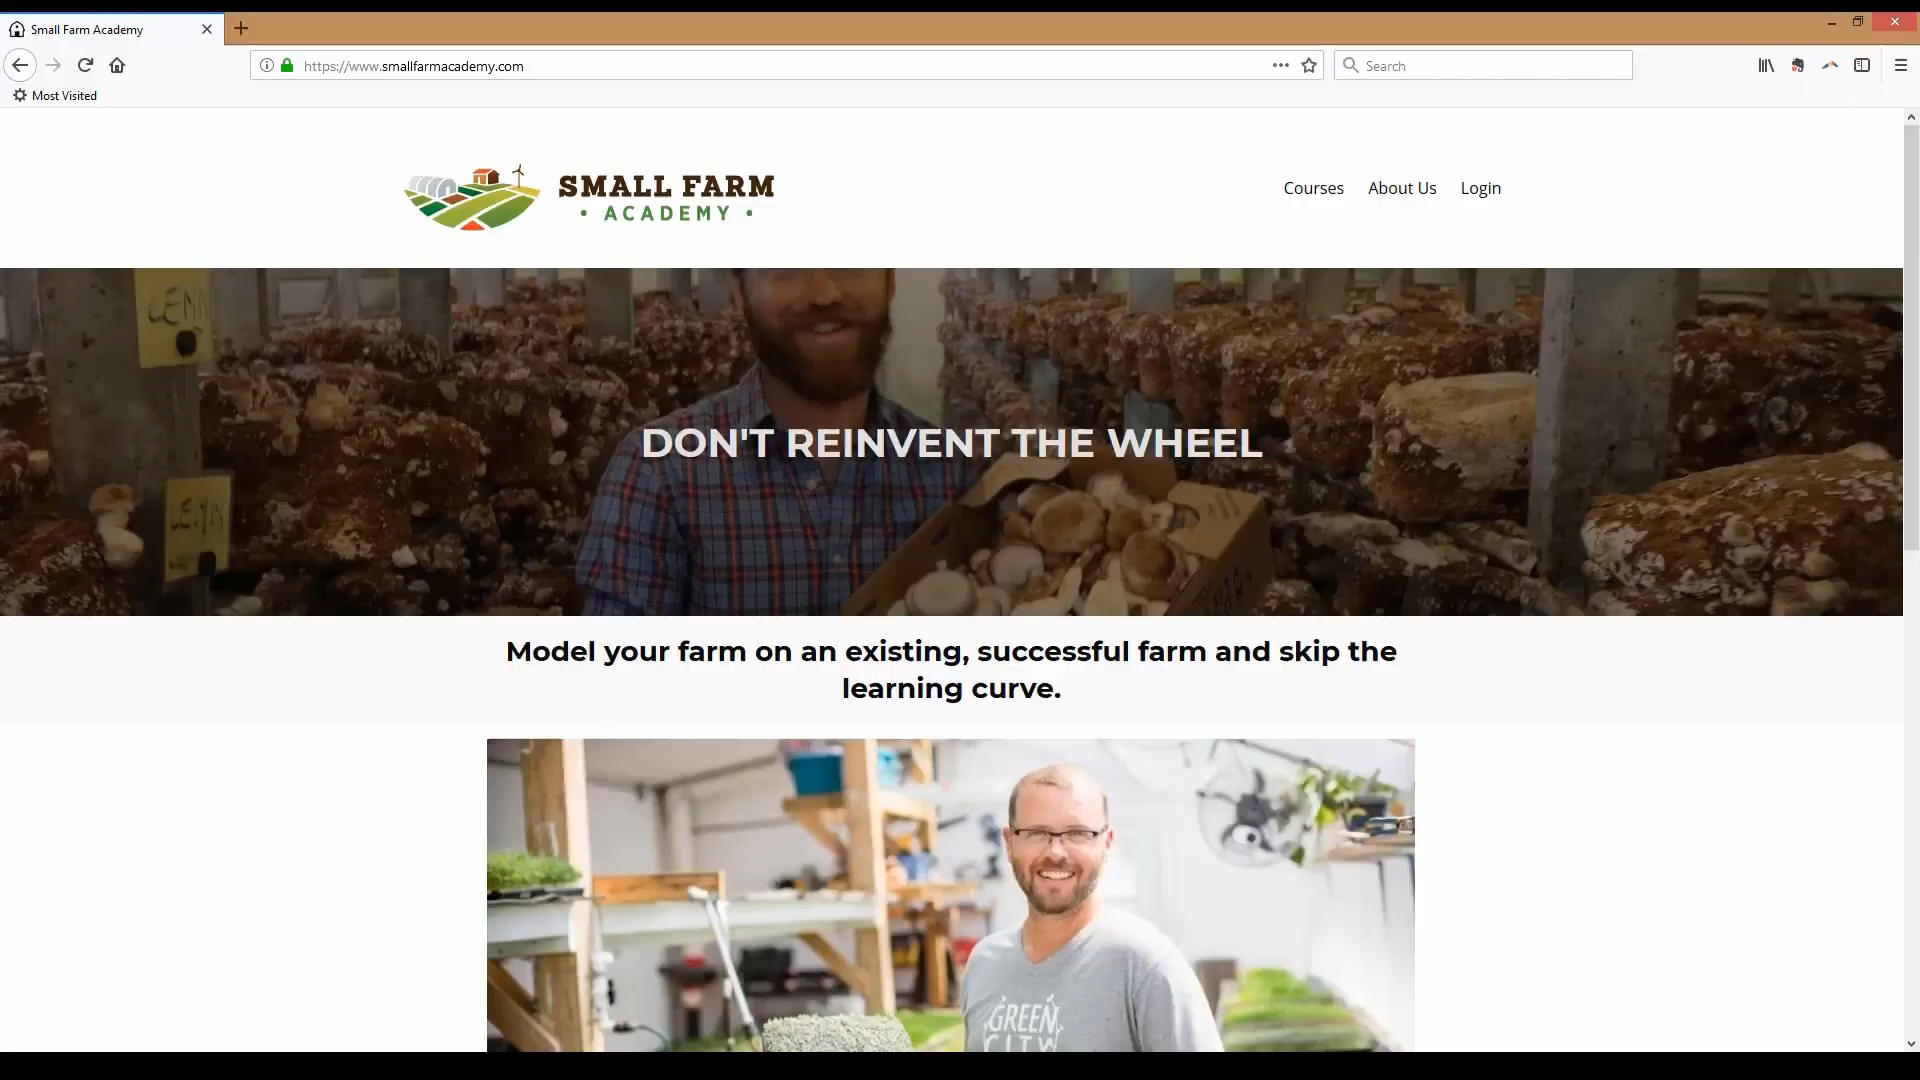 Small Farm Academy
https://www.smallfarmacademy.com
Search
Most Visited
SMALL FARM
• ACADEMY •
Courses
About Us
Login
DON'T REINVENT THE WHEEL
Model your farm on an existing, successful farm and skip the
learning curve.
GREEN
CITY